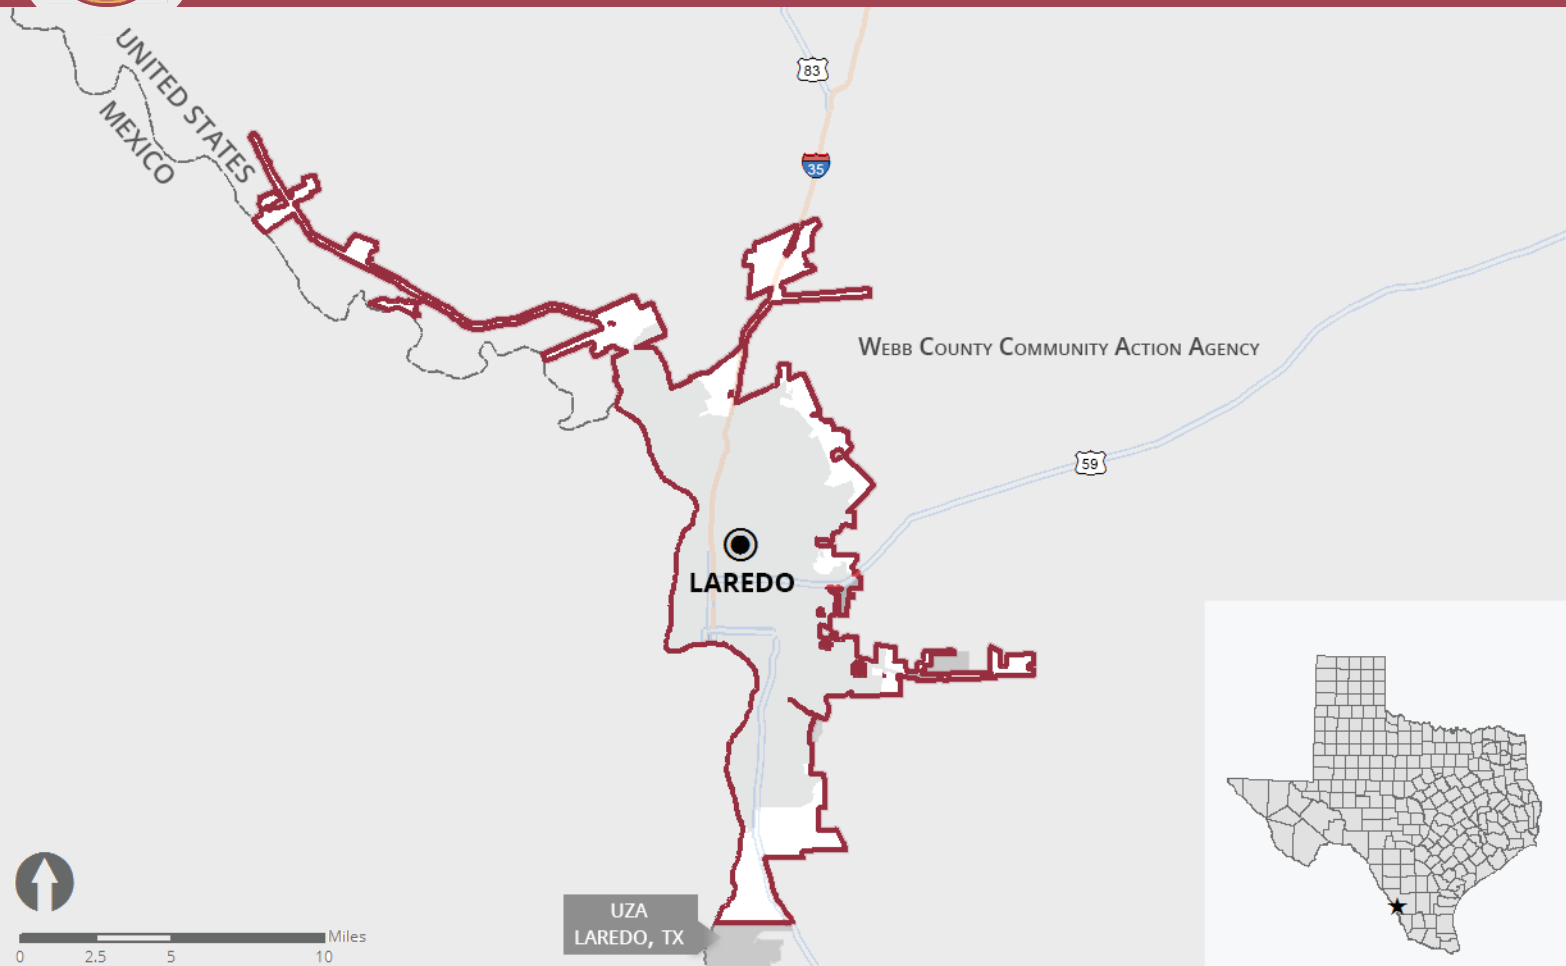 UNITED STATES
MEXICO
83
35
WEBB COUNTY COMMUNITY ACTION AGENCY
59
LAREDO
UZA
LAREDO, TX
Miles
0 2.5 5 10